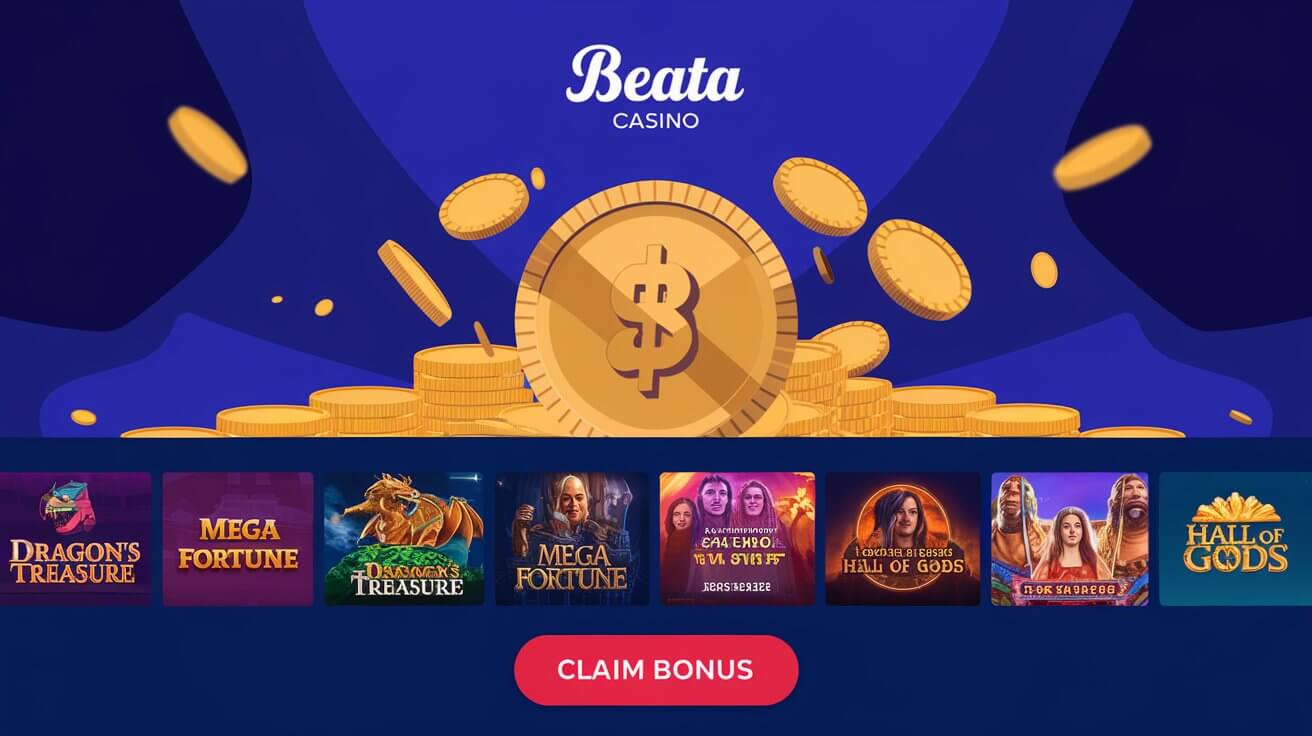 Beata
CASINO
DRAGON'S
TREASURE
MEGA
FORTUNE
TREASURE
MEGA
FORTUNE
HALL OF GODS
HALL OF
GODS
CLAIM BONUS